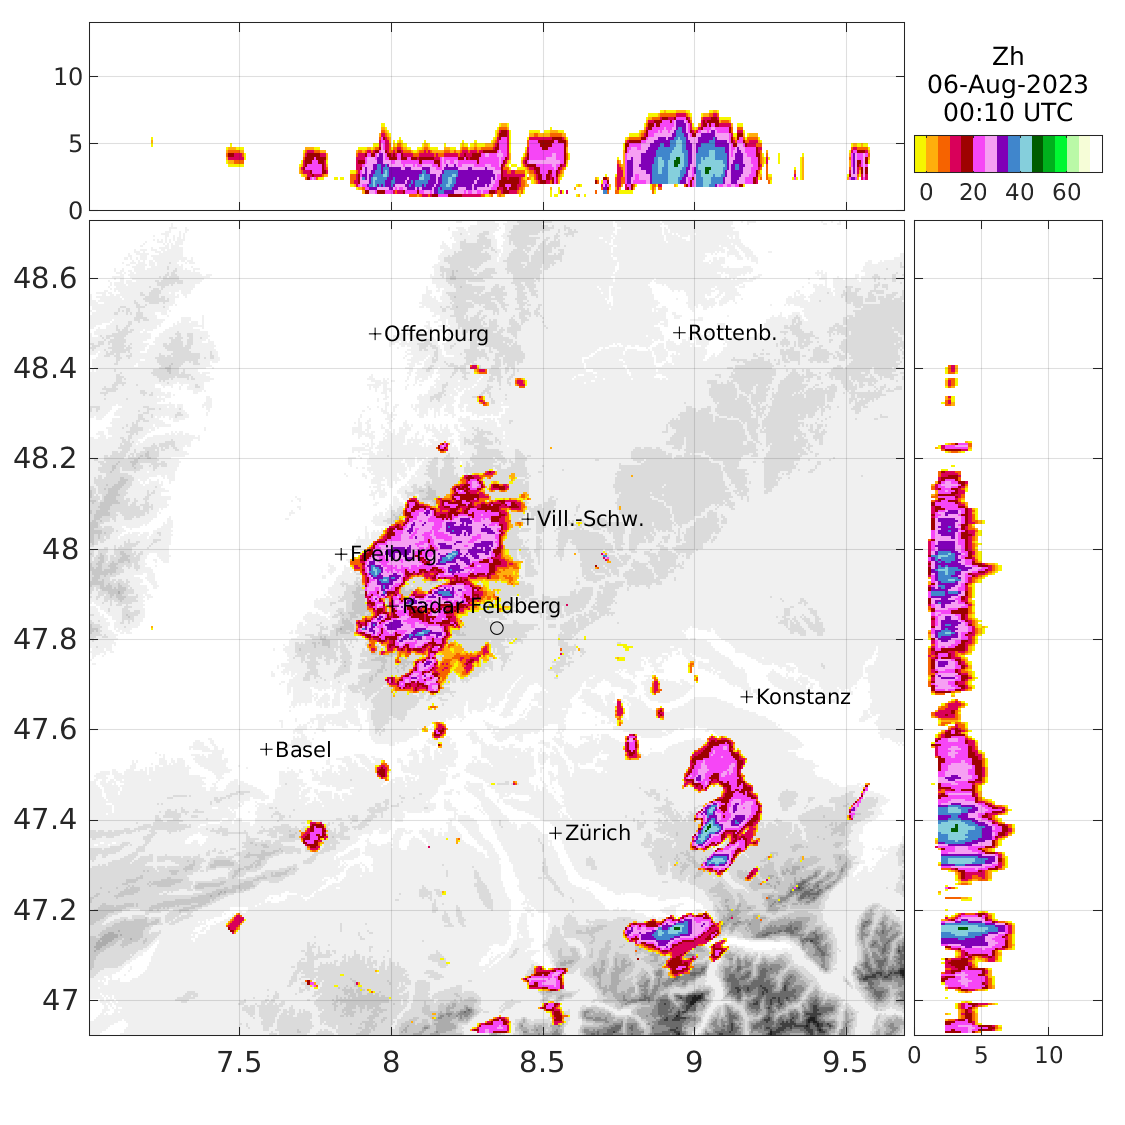 10
5
0
Zh
06-Aug-2023
00:10 UTC
0 20 40 60
48.6
48.4
48.2
48
47.8
47.6
47.4
47.2
47
+Offenburg
+Rottenb.
+Vill.-Schw.
+Freiburg
+Radar Feldberg
+Konstanz
+Basel
+Zürich
7.5 8 8.5 9 9.5
0 5 10